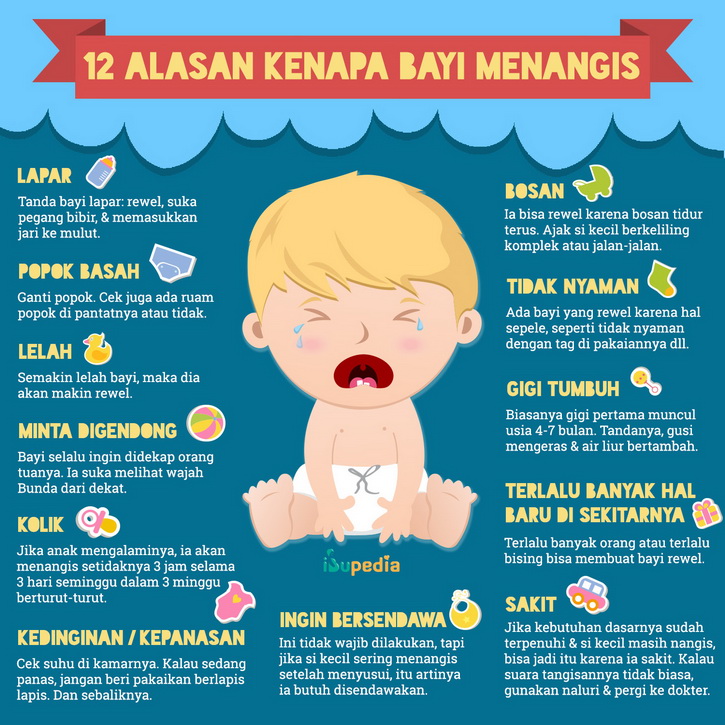 12 ALASAN KENAPA BAYI MENANGIS
LAPAR
Tanda bayi lapar: rewel, suka
pegang bibir, & memasukkan
jari ke mulut.
POPOK BASAH
Ganti popok. Cek juga ada ruam
popok di pantatnya atau tidak.
LELAH
Semakin lelah bayi, maka dia
akan makin rewel.
MINTA DIGENDONG
Bayi selalu ingin didekap orang
tuanya. Ia suka melihat wajah
Bunda dari dekat.
KOLIK
Jika anak mengalaminya, ia akan
menangis setidaknya 3 jam selama
3 hari seminggu dalam 3 minggu
berturut-turut.
KEDINGINAN / KEPANASAN
Cek suhu di kamarnya. Kalau sedang
panas, jangan beri pakaikan berlapis
lapis. Dan sebaliknya.
ibupedia
INGIN BERSENDAWA
Ini tidak wajib dilakukan, tapi
jika si kecil sering menangis
setelah menyusui, itu artinya
ia butuh disendawakan.
BOSAN
Ia bisa rewel karena bosan tidur
terus. Ajak si kecil berkeliling
komplek atau jalan-jalan.
TIDAK NYAMAN
Ada bayi yang rewel karena hal
sepele, seperti tidak nyaman
dengan tag di pakaiannya dll.
GIGI TUMBUH
Biasanya gigi pertama muncul
usia 4-7 bulan. Tandanya, gusi
mengeras & air liur bertambah.
TERLALU BANYAK HAL
BARU DI SEKITARNYA
Terlalu banyak orang atau terlalu
bising bisa membuat bayi rewel.
SAKIT
Jika kebutuhan dasarnya sudah
terpenuhi & si kecil masih nangis,
bisa jadi itu karena ia sakit. Kalau
suara tangisannya tidak biasa,
gunakan naluri & pergi ke dokter.